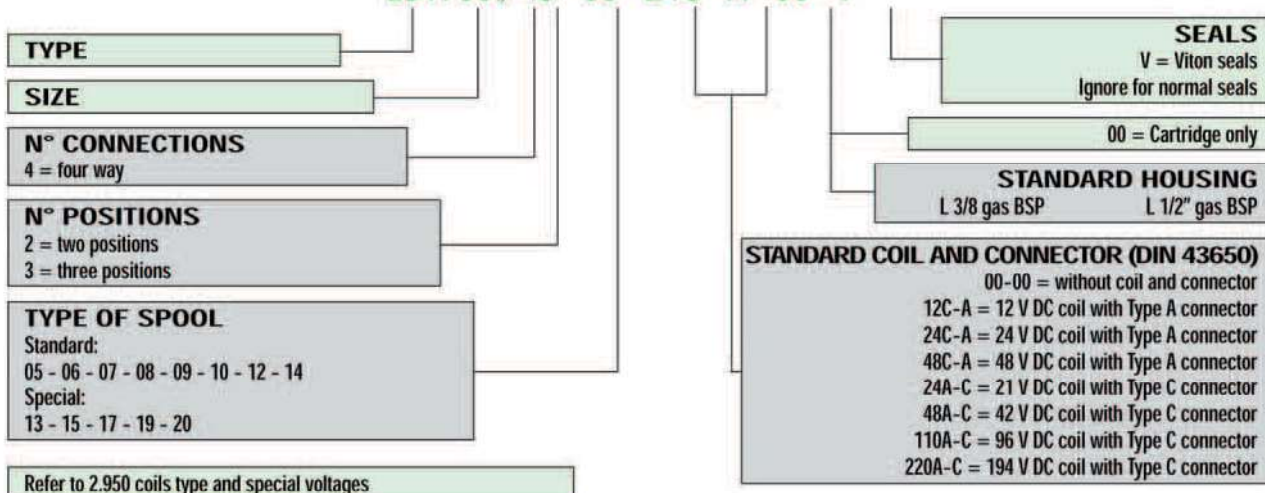 TYPE
SIZE
N° CONNECTIONS
4 = four way
N° POSITIONS
2 = two positions
3 = three positions
TYPE OF SPOOL
Standard:
05 - 06 - 07 - 08 - 09 - 10 - 12 - 14
Special:
13 - 15 - 17 - 19 - 20
Refer to 2.950 coils type and special voltages
SEALS
V = Viton seals
Ignore for normal seals
00 = Cartridge only
STANDARD HOUSING
L 3/8 gas BSP L 1/2" gas BSP
STANDARD COIL AND CONNECTOR (DIN 43650)
00-00 = without coil and connector
12C-A = 12 V DC coil with Type A connector
24C-A = 24 V DC coil with Type A connector
48C-A = 48 V DC coil with Type A connector
24A-C = 21 V DC coil with Type C connector
48A-C = 42 V DC coil with Type C connector
110A-C = 96 V DC coil with Type C connector
220A-C = 194 V DC coil with Type C connector